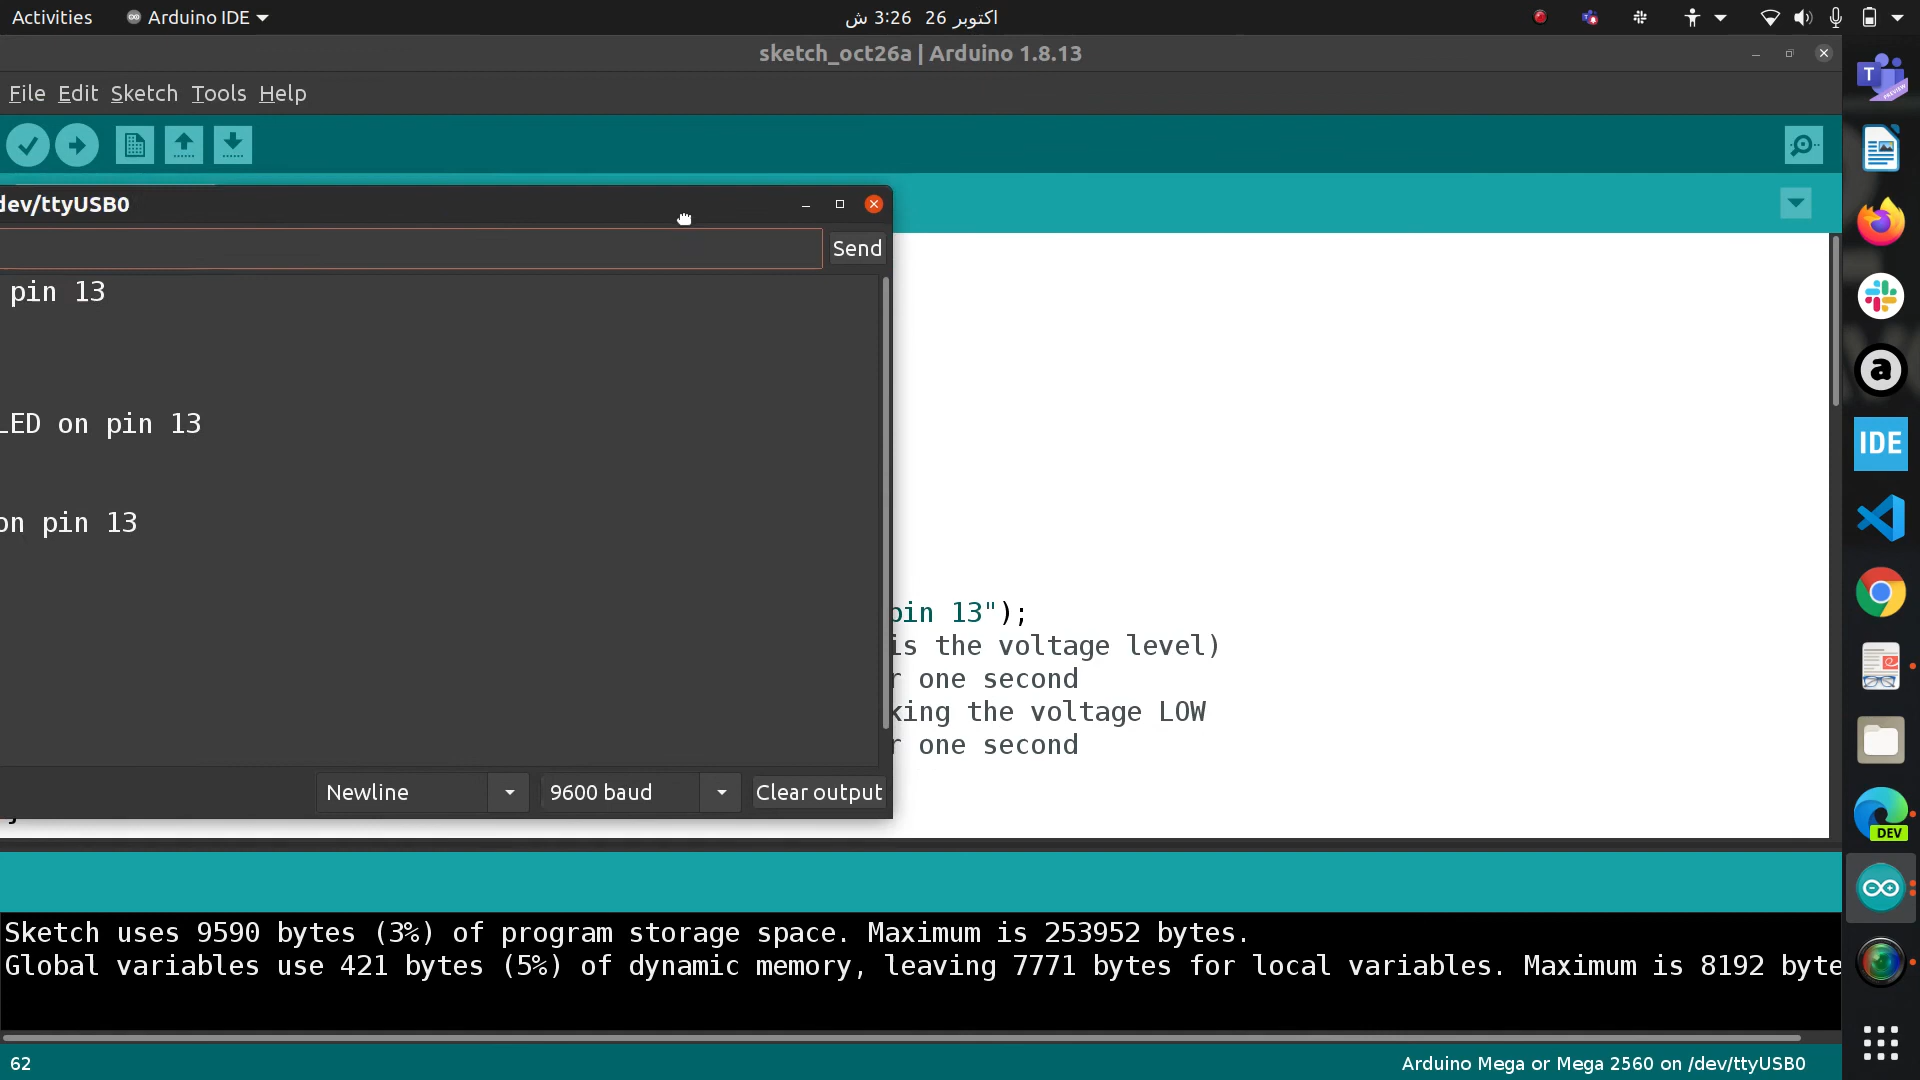 Activities
Arduino IDE
اکتوبر 26  3:26 ش
sketch_oct26a | Arduino 1.8.13
File Edit Sketch Tools Help
dev/ttyUSB0
Send
pin 13
LED on pin 13
on pin 13
pin 13");
is the voltage level)
r one second
king the voltage LOW
r one second
Newline
9600 baud
Clear output
Sketch uses 9590 bytes (3%) of program storage space. Maximum is 253952 bytes.
Global variables use 421 bytes (5%) of dynamic memory, leaving 7771 bytes for local variables. Maximum is 8192 byte
62
Arduino Mega or Mega 2560 on /dev/ttyUSB0
T
PREVIEW
a
IDE
DEV